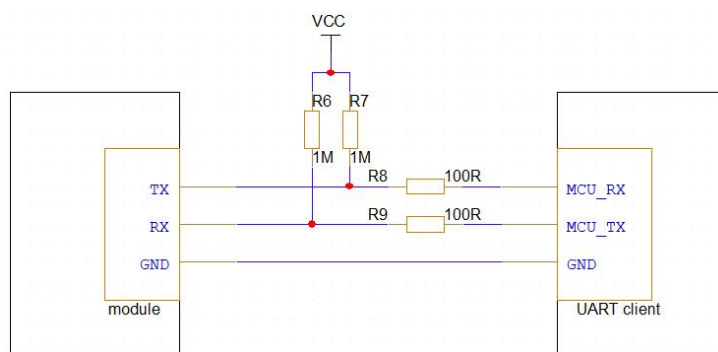 VCC
R6 R7
1M 1M
R8 100R
TX MCU_RX
R9 100R
RX MCU_TX
GND GND
module UART client